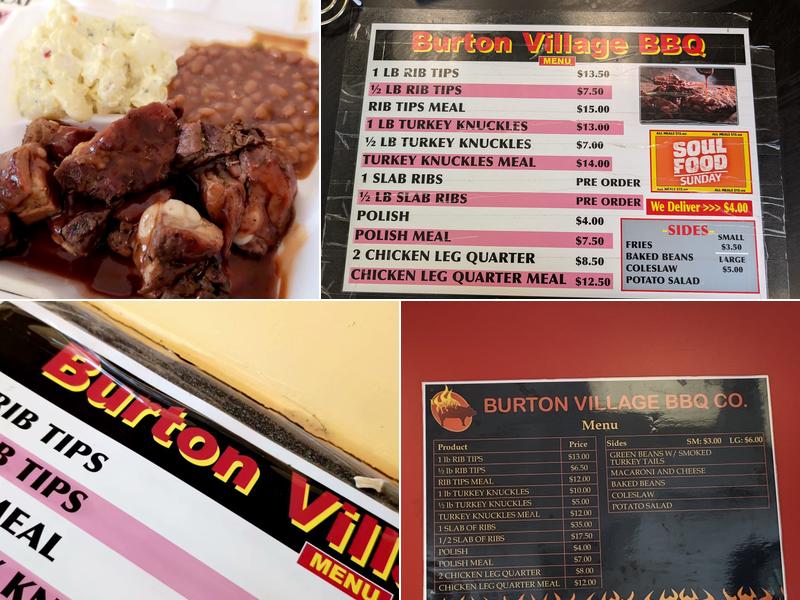 Burton Village BBQ
MENU
1 LB RIB TIPS $13.50
½ LB RIB TIPS $7.50
RIB TIPS MEAL $15.00
1 LB TURKEY KNUCKLES $13.00
½ LB TURKEY KNUCKLES $7.00
TURKEY KNUCKLES MEAL $14.00
1 SLAB RIBS PRE ORDER
½ LB SLAB RIBS PRE ORDER
POLISH $4.00
POLISH MEAL $7.50
2 CHICKEN LEG QUARTER $8.50
2 CHICKEN LEG QUARTER MEAL $12.50
SOUL
FOOD
SUNDAY
We Deliver >>> $4.00
-SIDES-
SMALL
FRIES $3.50
BAKED BEANS LARGE
COLESLAW $5.00
POTATO SALAD
RIB TIPS
B TIPS
MEAL
Y KN
Burton Vill
MENU
BURTON VILLAGE BBQ CO.
Menu
Product Price
1 lb RIB TIPS $13.00
½ lb RIB TIPS $6.50
RIB TIPS MEAL $12.00
1 lb TURKEY KNUCKLES $10.00
½ lb TURKEY KNUCKLES $5.00
TURKEY KNUCKLES MEAL $12.00
1 SLAB OF RIBS $35.00
1/2 SLAB OF RIBS $17.50
POLISH $4.00
POLISH MEAL $7.00
2 CHICKEN LEG QUARTER $8.00
2 CHICKEN LEG QUARTER MEAL $12.00
Sides SM: $3.00 LG: $6.00
GREEN BEANS W/ SMOKED
TURKEY TAILS
MACARONI AND CHEESE
BAKED BEANS
COLESLAW
POTATO SALAD